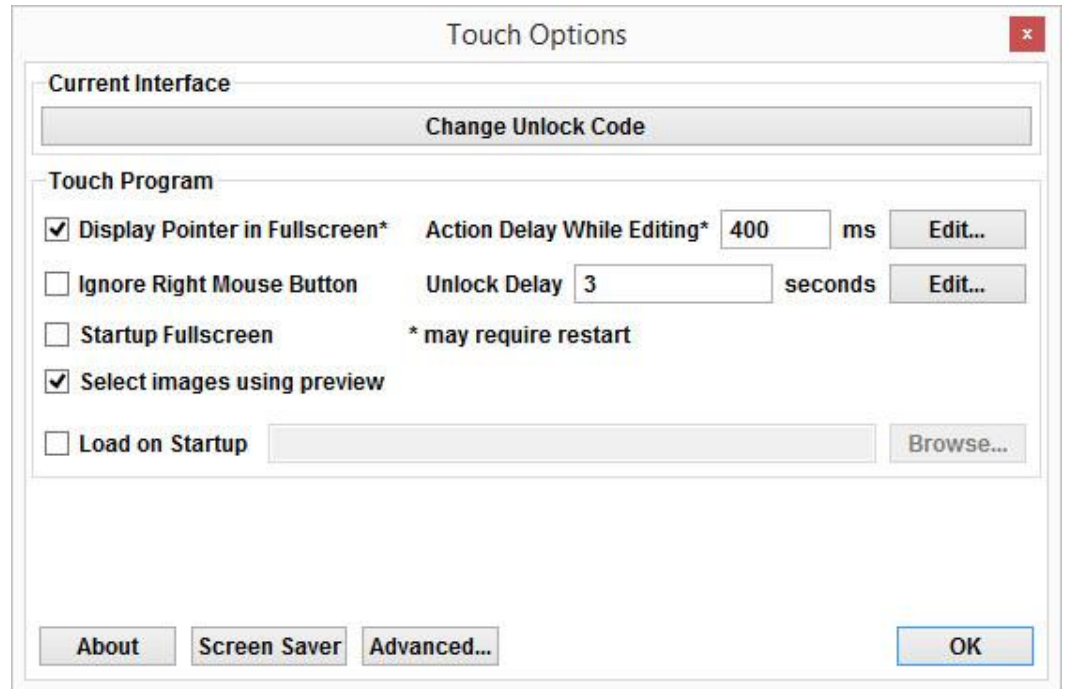 Touch Options
x
Current Interface
Change Unlock Code
Touch Program
Display Pointer in Fullscreen* Action Delay While Editing* 400 ms Edit...
Ignore Right Mouse Button Unlock Delay 3 seconds Edit...
Startup Fullscreen * may require restart
Select images using preview
Load on Startup Browse...
About Screen Saver Advanced... OK